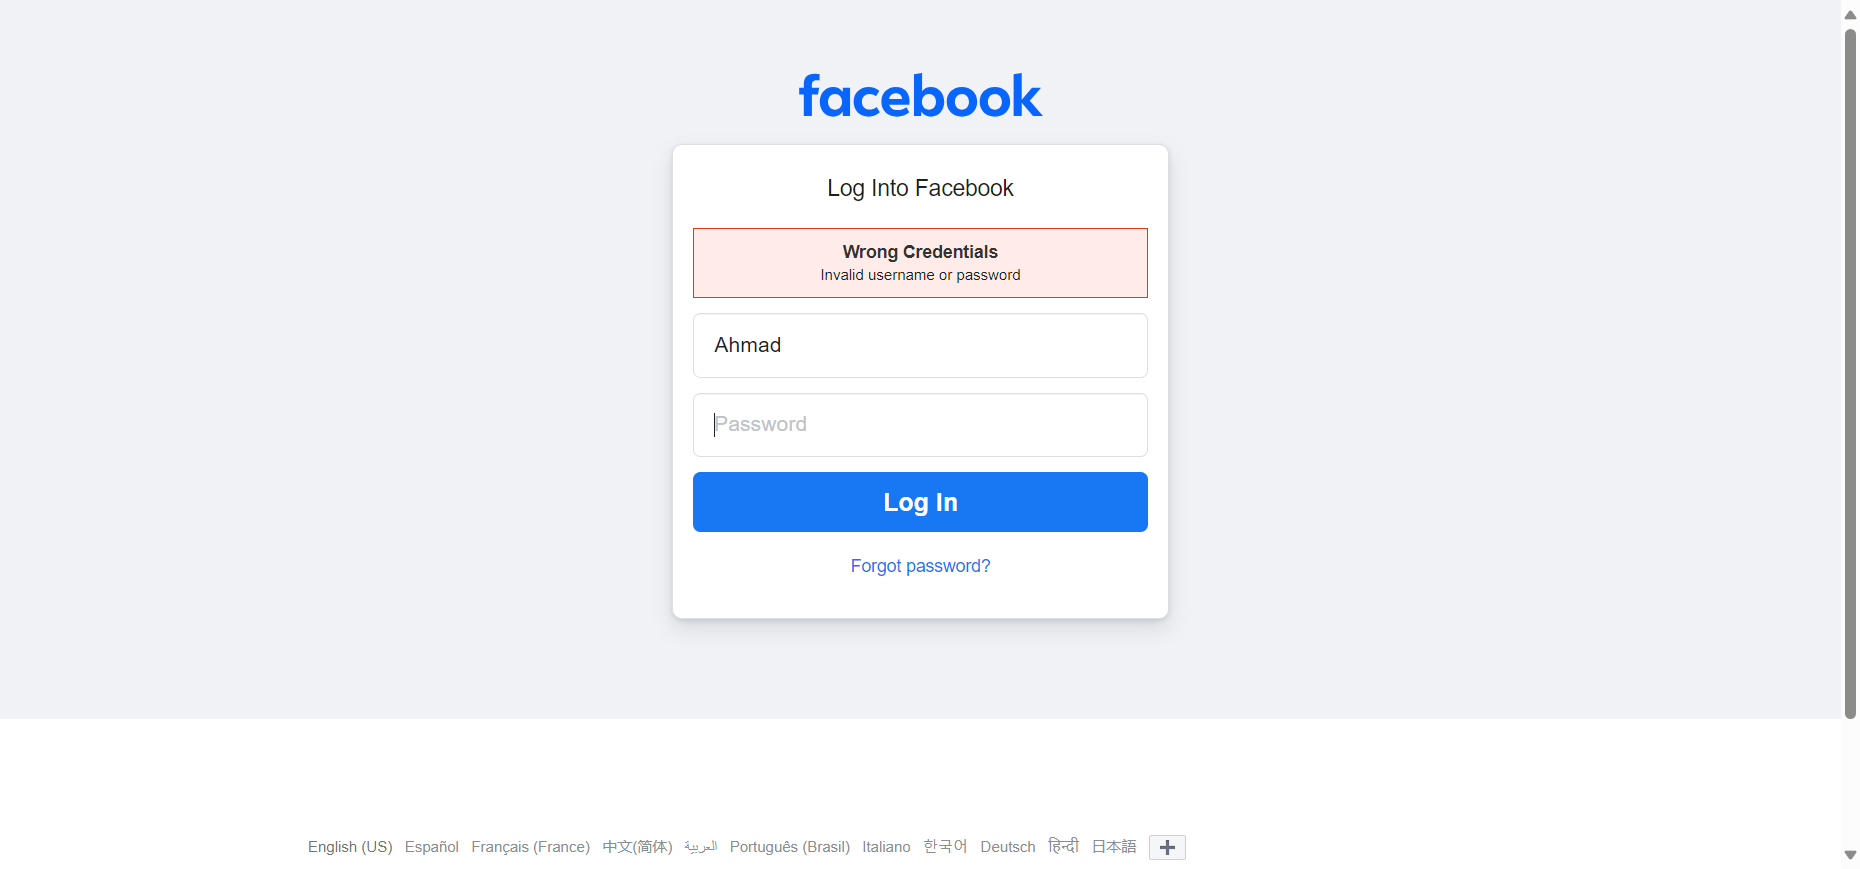 facebook
Log Into Facebook
Wrong Credentials
Invalid username or password
Ahmad
Password
Log In
Forgot password?
English (US) Español Français (France) 中文(简体) العربية Português (Brasil) Italiano 한국어 Deutsch हिन्दी 日本語